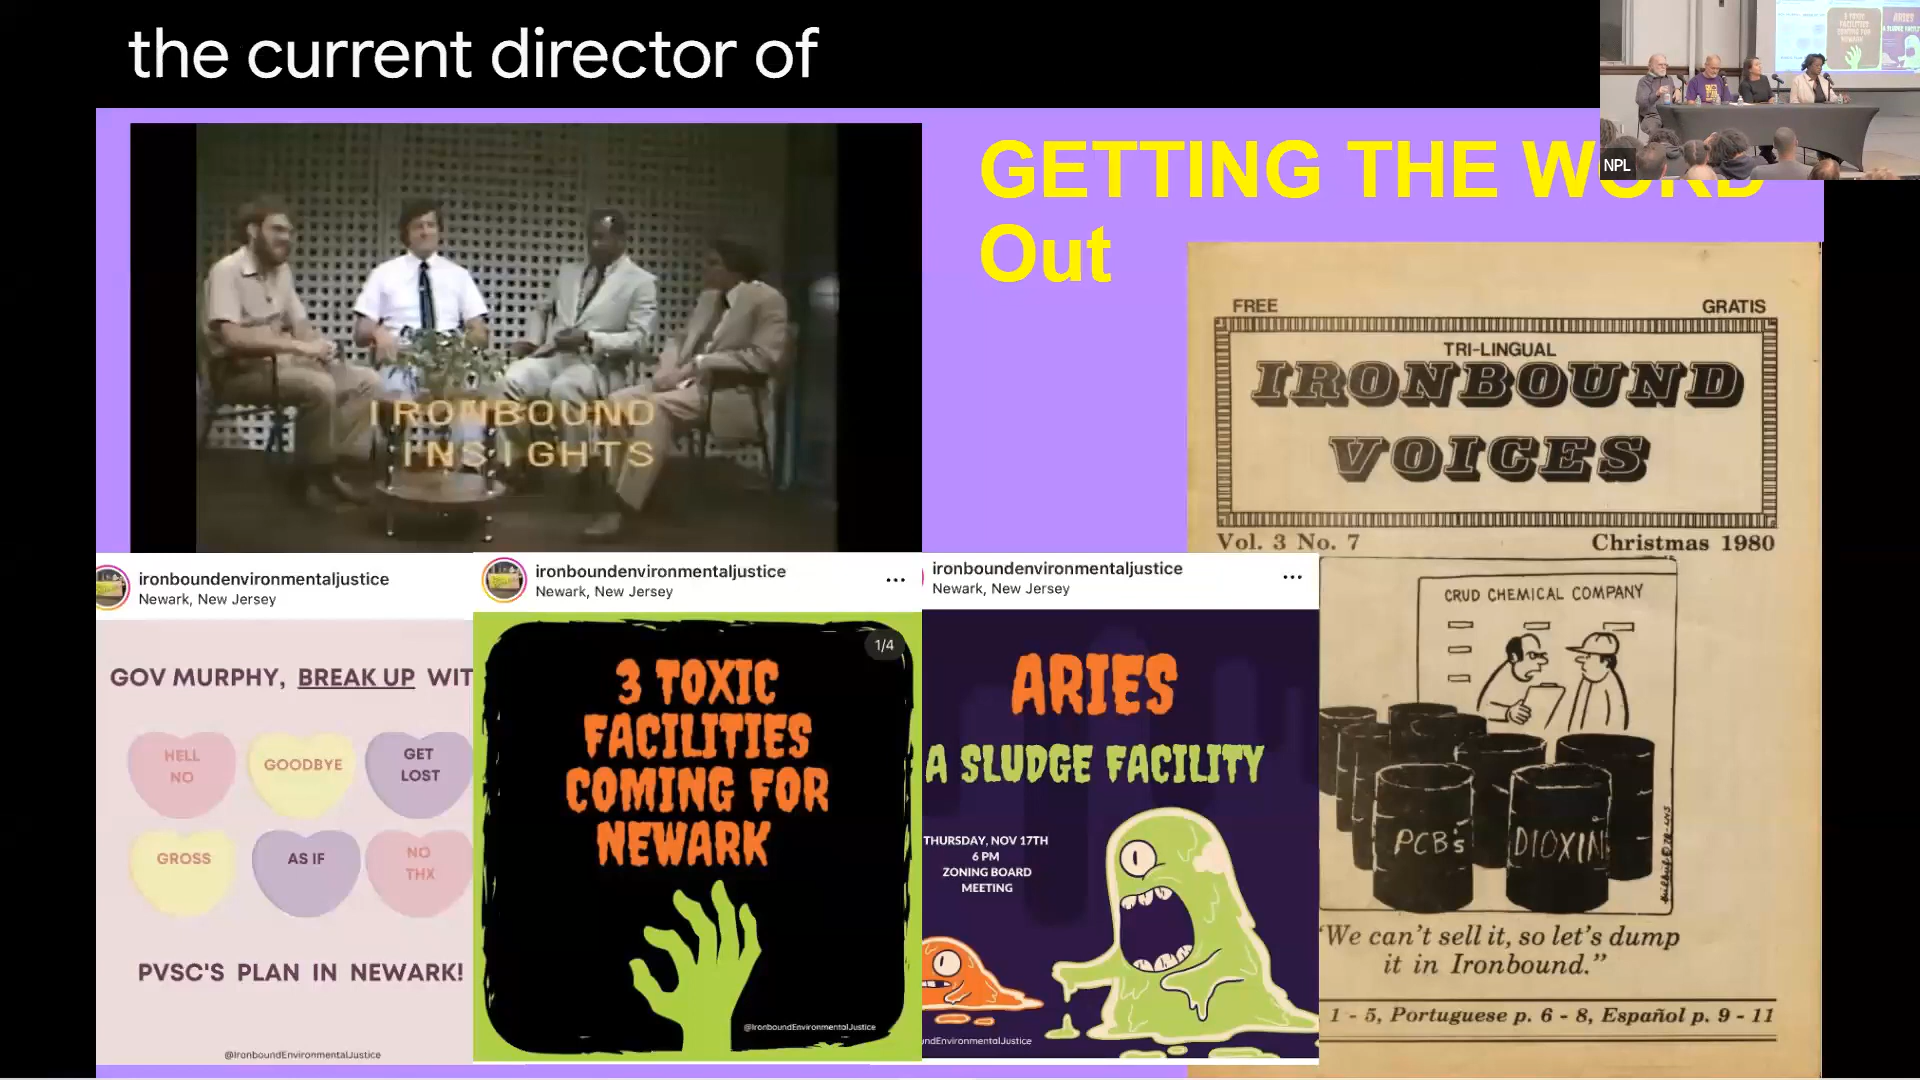 the current director of
GETTING THE WORD
Out
NPL
IRONBOUND
INSIGHTS
FREE
GRATIS
TRI-LINGUAL
IRONBOUND
VOICES
Vol. 3 No. 7
Christmas 1980
CRUD CHEMICAL COMPANY
PCB's
DIOXIN
"We can't sell it, so let's dump
it in Ironbound."
1 - 5, Portuguese p. 6 - 8, Español p. 9 - 11
ironboundenvironmentaljustice
Newark, New Jersey
GOV MURPHY, BREAK UP WIT
HELL
NO
GOODBYE
GET
LOST
GROSS
AS IF
NO
THX
PVSC'S PLAN IN NEWARK!
@IronboundEnvironmentalJustice
ironboundenvironmentaljustice
Newark, New Jersey
1/4
3 TOXIC
FACILITIES
COMING FOR
NEWARK
@IronboundEnvironmentalJustice
ironboundenvironmentaljustice
Newark, New Jersey
ARIES
A SLUDGE FACILITY
THURSDAY, NOV 17TH
6 PM
ZONING BOARD
MEETING
undEnvironmentalJustice